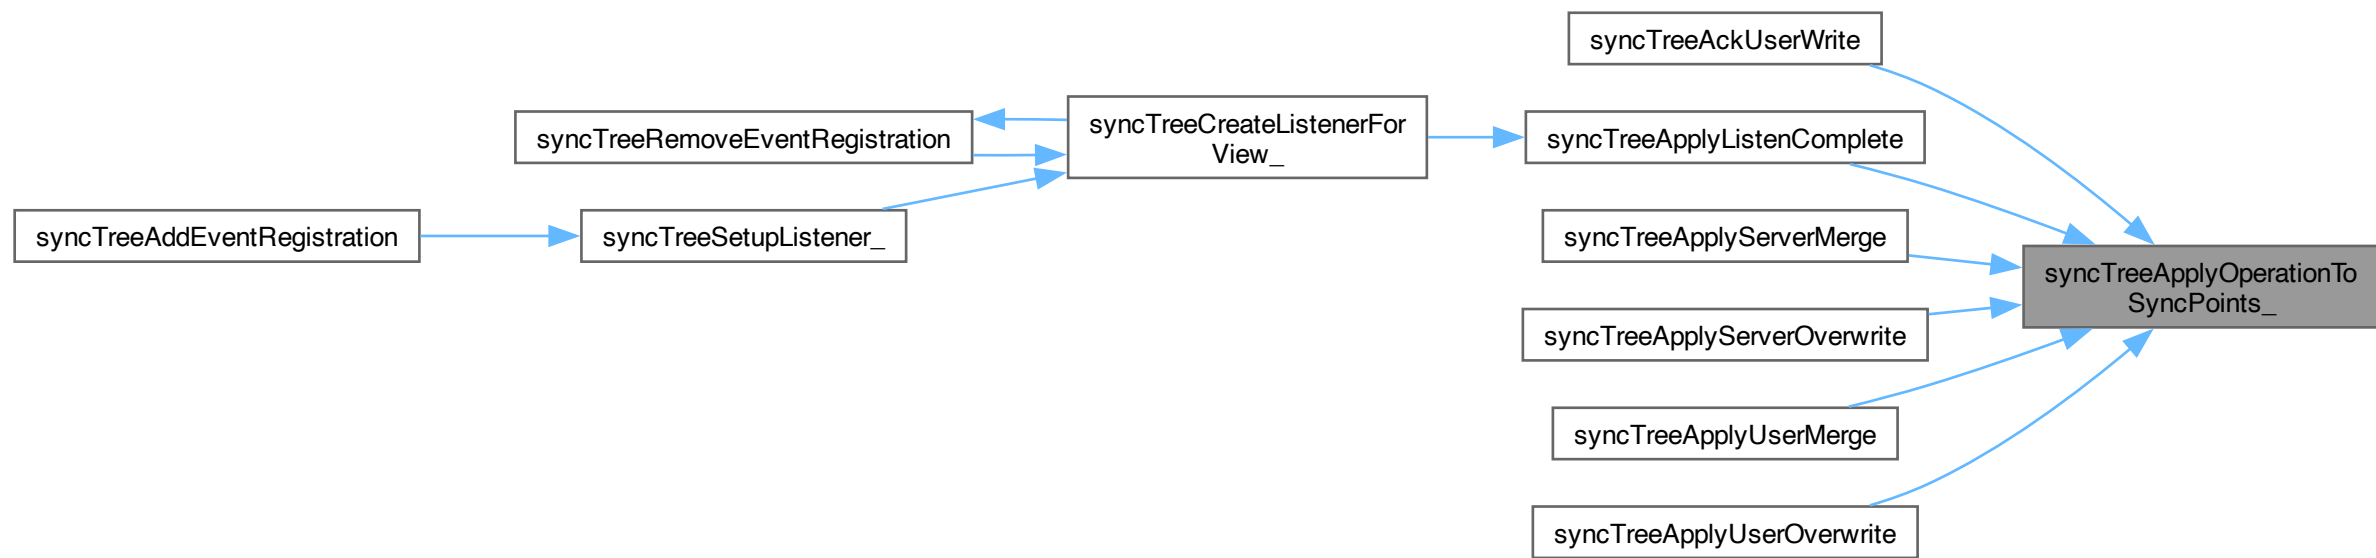 syncTreeAckUserWrite
syncTreeCreateListenerFor
View_
syncTreeRemoveEventRegistration
syncTreeApplyListenComplete
syncTreeAddEventRegistration
syncTreeSetupListener_
syncTreeApplyServerMerge
syncTreeApplyOperationTo
SyncPoints_
syncTreeApplyServerOverwrite
syncTreeApplyUserMerge
syncTreeApplyUserOverwrite